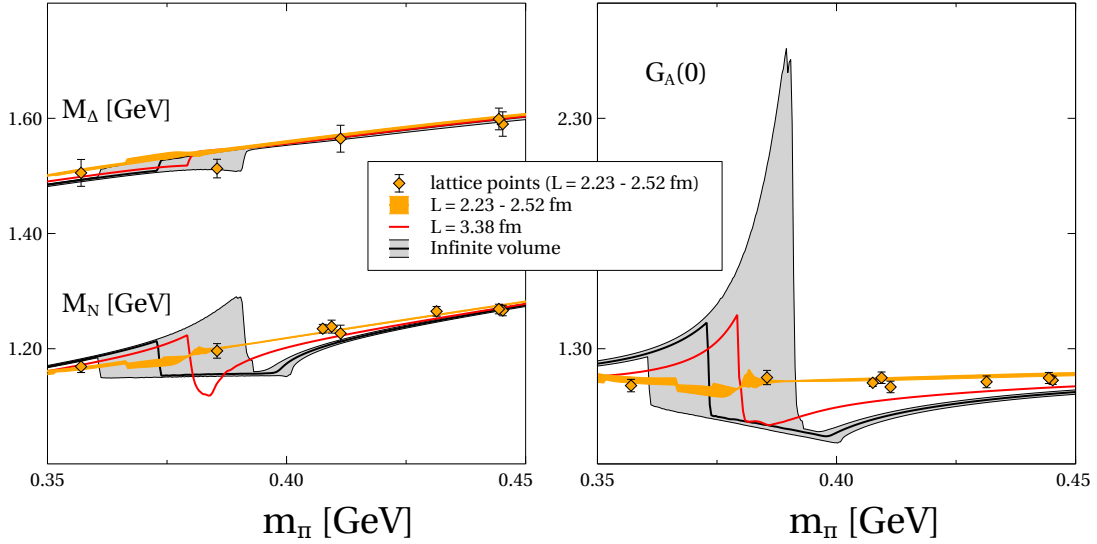 M_Δ [GeV]
G_A(0)
1.60
2.30
lattice points (L = 2.23 - 2.52 fm)
L = 2.23 - 2.52 fm
1.40
L = 3.38 fm
Infinite volume
M_N [GeV]
1.20
1.30
0.35
0.40
0.45
0.35
0.40
0.45
m_π [GeV]
m_π [GeV]